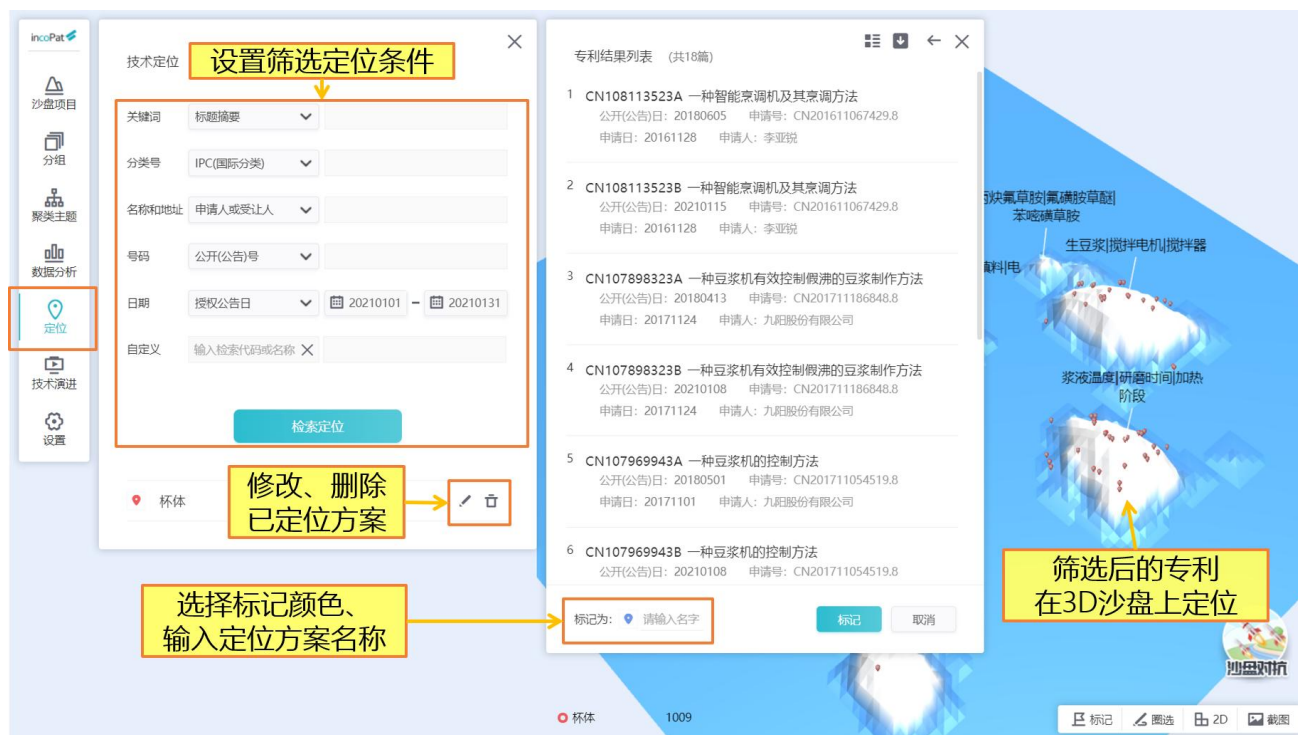 incoPat
沙盘项目
分组
聚类主题
数据分析
定位
技术演进
设置
技术定位
设置筛选定位条件
关键词 标题摘要
分类号 IPC(国际分类)
名称和地址 申请人或受让人
号码 公开(公告)号
日期 授权公告日 20210101 – 20210131
自定义 输入检索代码或名称
检索定位
杯体
修改、删除
已定位方案
选择标记颜色、
输入定位方案名称
专利结果列表 (共18篇)
1 CN108113523A 一种智能烹调机及其烹调方法
公开(公告)日: 20180605 申请号: CN201611067429.8
申请日: 20161128 申请人: 李亚锐
2 CN108113523B 一种智能烹调机及其烹调方法
公开(公告)日: 20210115 申请号: CN201611067429.8
申请日: 20161128 申请人: 李亚锐
3 CN107898323A 一种豆浆机有效控制假沸的豆浆制作方法
公开(公告)日: 20180413 申请号: CN201711186848.8
申请日: 20171124 申请人: 九阳股份有限公司
4 CN107898323B 一种豆浆机有效控制假沸的豆浆制作方法
公开(公告)日: 20210108 申请号: CN201711186848.8
申请日: 20171124 申请人: 九阳股份有限公司
5 CN107969943A 一种豆浆机的控制方法
公开(公告)日: 20180501 申请号: CN201711054519.8
申请日: 20171101 申请人: 九阳股份有限公司
6 CN107969943B 一种豆浆机的控制方法
公开(公告)日: 20210108 申请号: CN201711054519.8
标记为: 请输入名字 标记 取消
炔氟草胺|氟磺胺草醚|
苯嘧磺草胺
生豆浆|搅拌电机|搅拌器
料|电
浆液温度|研磨时间|加热
阶段
筛选后的专利
在3D沙盘上定位
沙盘对抗
杯体 1009
标记 圈选 2D 截图